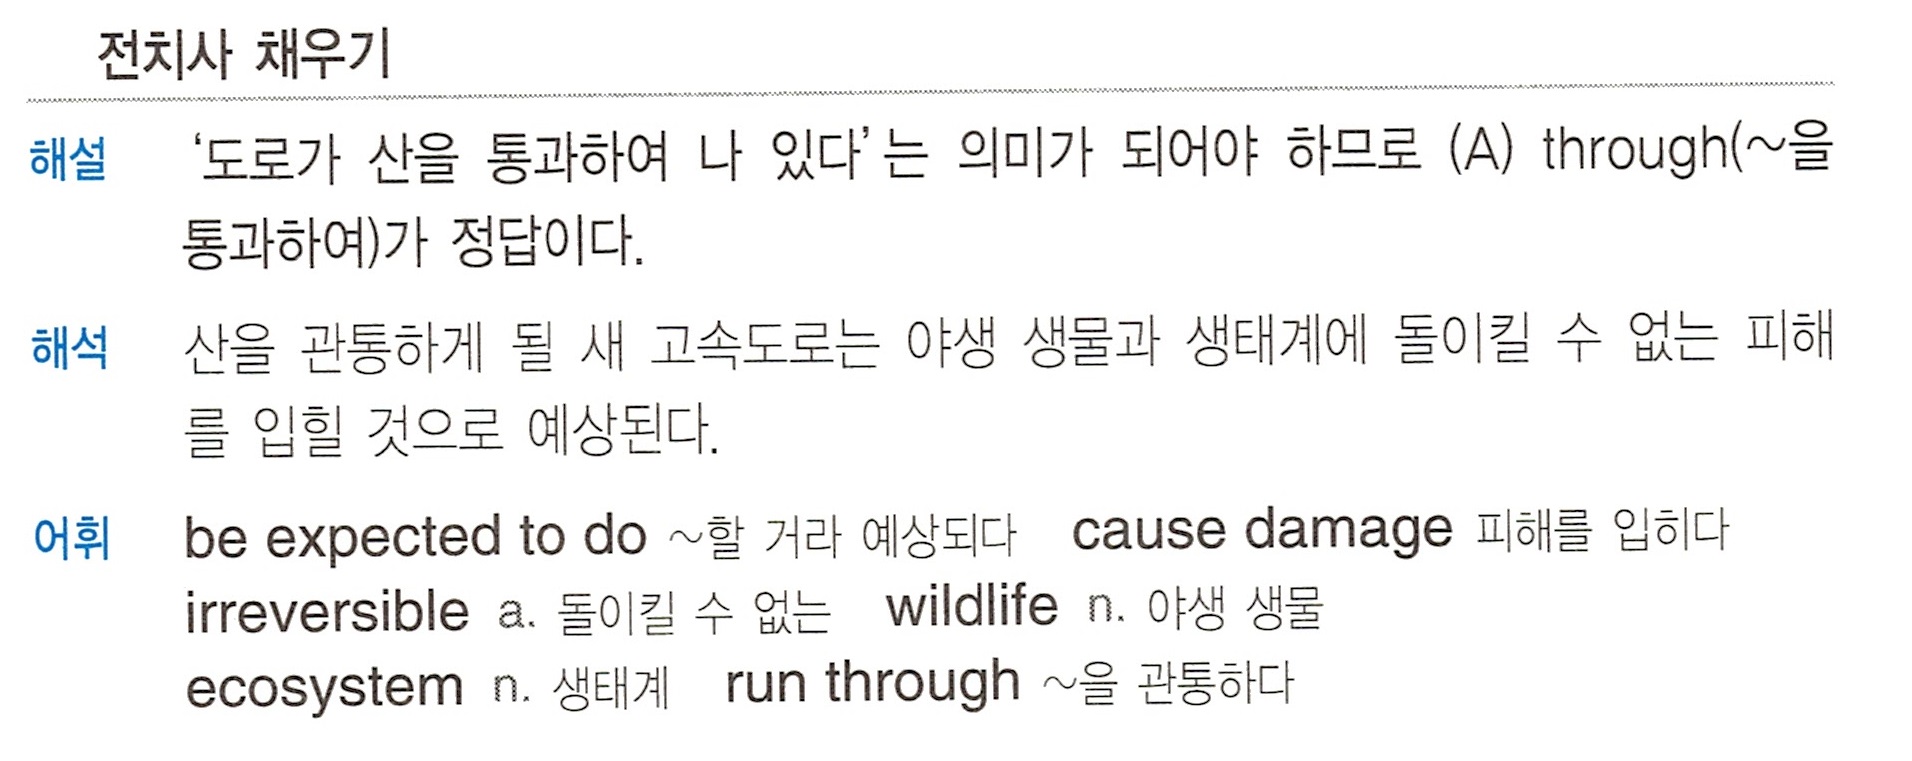 전치사 채우기
해설 '도로가 산을 통과하여 나 있다'는 의미가 되어야 하므로 (A) through(~을
통과하여)가 정답이다.
해석 산을 관통하게 될 새 고속도로는 야생 생물과 생태계에 돌이킬 수 없는 피해
를 입힐 것으로 예상된다.
어휘 be expected to do ~할 거라 예상되다 cause damage 피해를 입히다
irreversible a. 돌이킬 수 없는 wildlife n. 야생 생물
ecosystem n. 생태계 run through ~을 관통하다